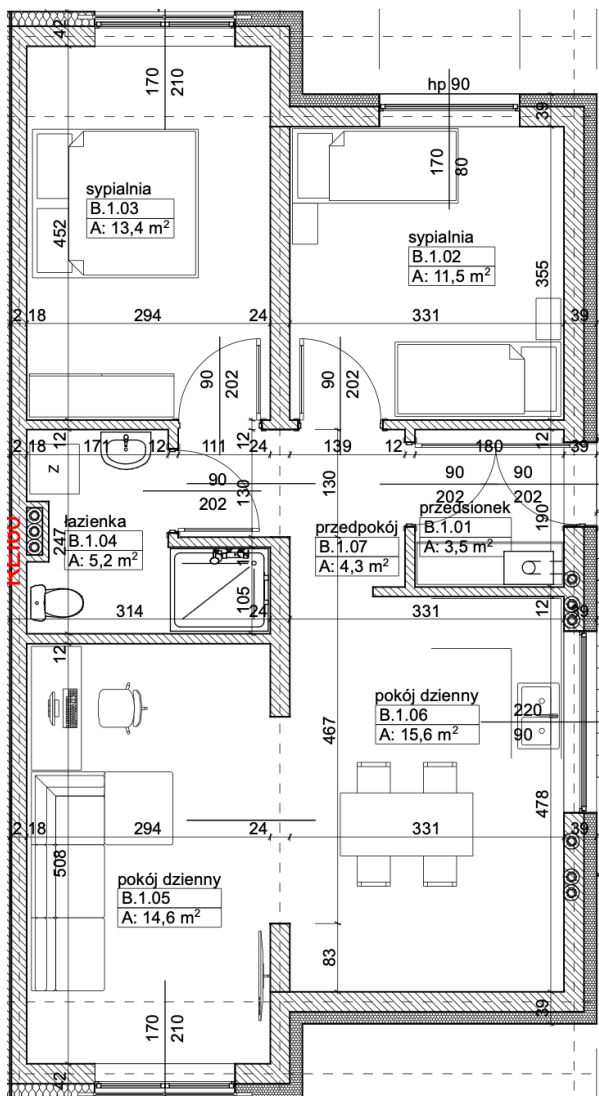 42
170
210
hp 90
39
170
80
sypialnia
B.1.03
A: 13,4 m²
452
sypialnia
B.1.02
A: 11,5 m²
355
2 18
294
24
331
39
90
202
90
202
12
12
12
2 18
171
12
111
24
139
12
180
39
90
202
130
130
90
202
90
202
190
łazienka
B.1.04
A: 5,2 m²
247
przedpokój
B.1.07
A: 4,3 m²
przedsionek
B.1.01
A: 3,5 m²
Z
12
105
314
24
331
39
12
12
pokój dzienny
B.1.06
A: 15,6 m²
220
90
467
478
2 18
294
24
331
39
508
pokój dzienny
B.1.05
A: 14,6 m²
83
170
210
39
42